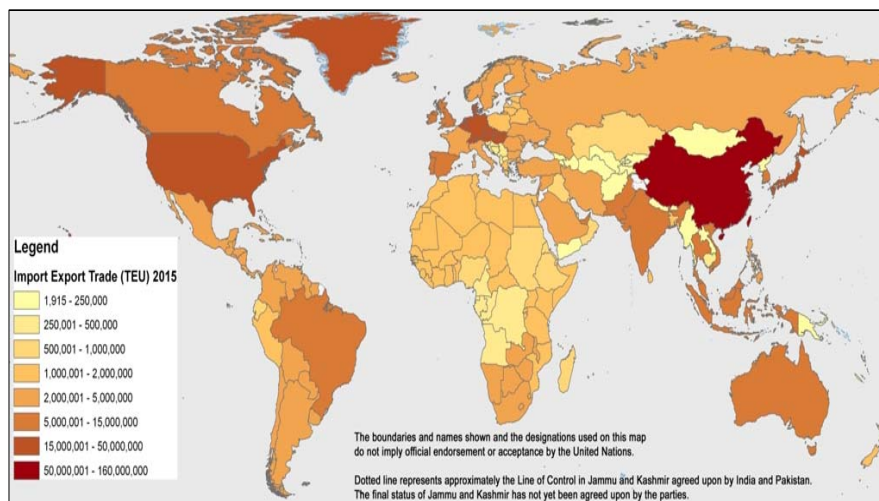 Legend
Import Export Trade (TEU) 2015
1,915 - 250,000
250,001 - 500,000
500,001 - 1,000,000
1,000,001 - 2,000,000
2,000,001 - 5,000,000
5,000,001 - 15,000,000
15,000,001 - 50,000,000
50,000,001 - 160,000,000
The boundaries and names shown and the designations used on this map
do not imply official endorsement or acceptance by the United Nations.
Dotted line represents approximately the Line of Control in Jammu and Kashmir agreed upon by India and Pakistan.
The final status of Jammu and Kashmir has not yet been agreed upon by the parties.